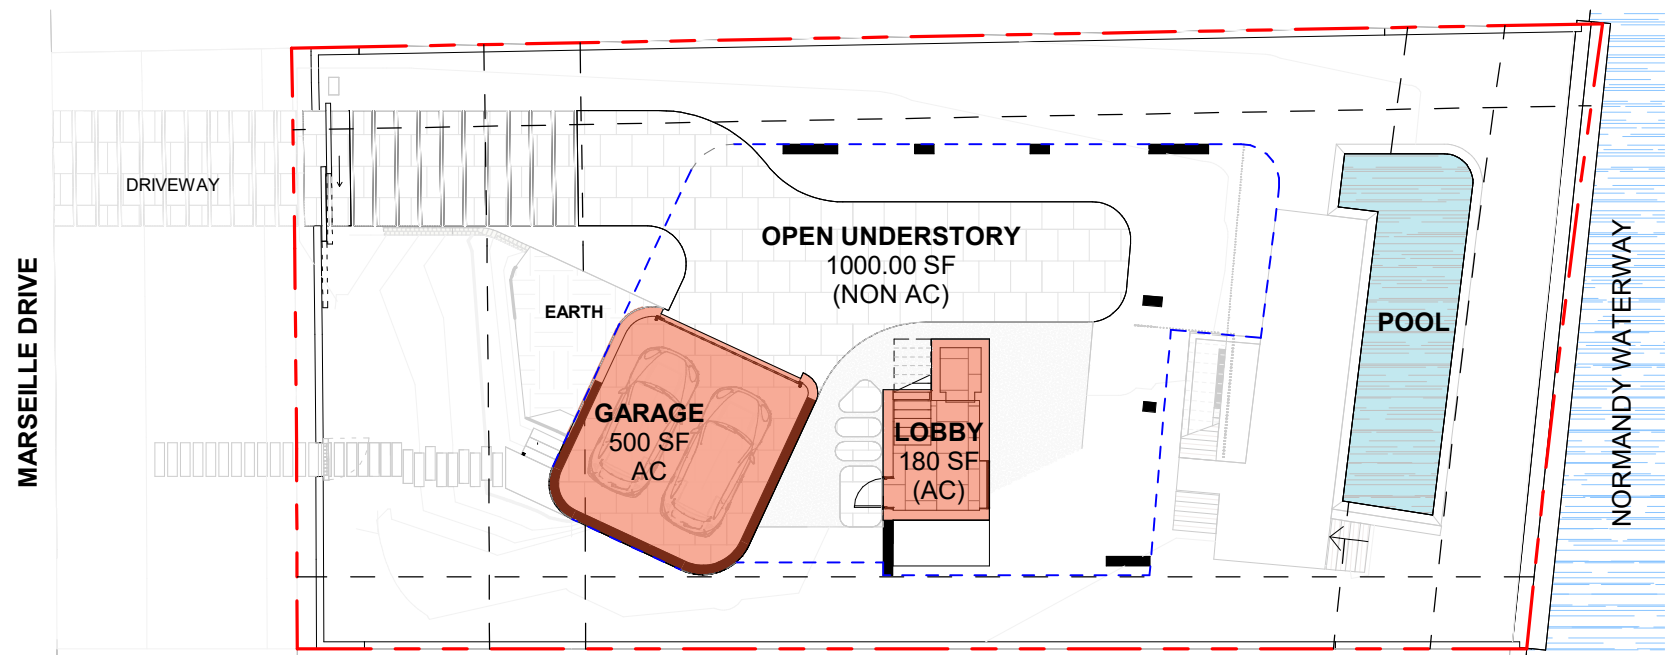 DRIVEWAY
MARSEILLE DRIVE
EARTH
OPEN UNDERSTORY
1000.00 SF
(NON AC)
GARAGE
500 SF
AC
LOBBY
180 SF
(AC)
POOL
NORMANDY WATERWAY